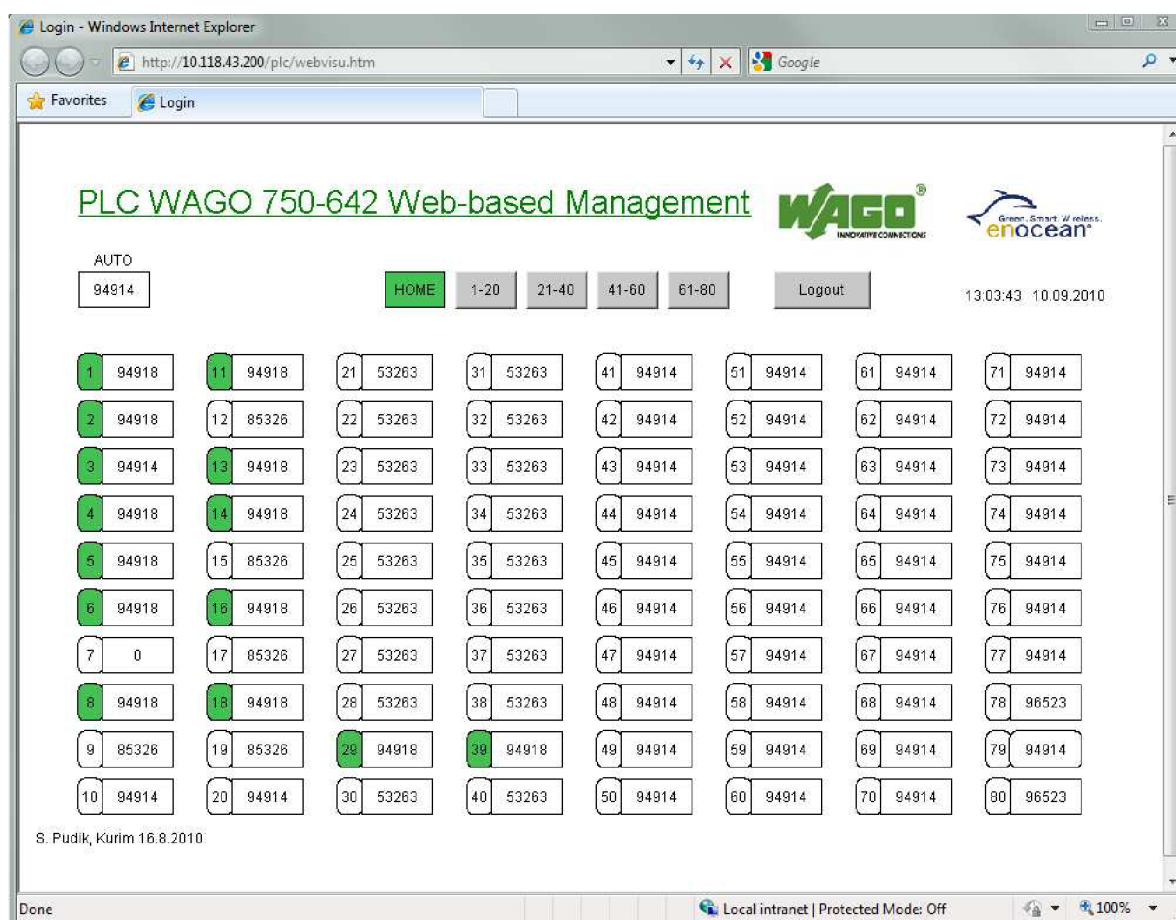 Login - Windows Internet Explorer
http://10.118.43.200/plc/webvisu.htm
Google
Favorites
Login
PLC WAGO 750-642 Web-based Management
WAGO®
INNOVATIVE CONNECTIONS
Green. Smart. Wireless.
enocean®
AUTO
94914
HOME 1-20 21-40 41-60 61-80 Logout
13:03:43 10.09.2010
1 94918 11 94918 21 53263 31 53263 41 94914 51 94914 61 94914 71 94914
2 94918 12 85326 22 53263 32 53263 42 94914 52 94914 62 94914 72 94914
3 94914 13 94918 23 53263 33 53263 43 94914 53 94914 63 94914 73 94914
4 94918 14 94918 24 53263 34 53263 44 94914 54 94914 64 94914 74 94914
5 94918 15 85326 25 53263 35 53263 45 94914 55 94914 65 94914 75 94914
6 94918 16 94918 26 53263 36 53263 46 94914 56 94914 66 94914 76 94914
7 0 17 85326 27 53263 37 53263 47 94914 57 94914 67 94914 77 94914
8 94918 18 94918 28 53263 38 53263 48 94914 58 94914 68 94914 78 96523
9 85326 19 85326 29 94918 39 94918 49 94914 59 94914 69 94914 79 94914
10 94914 20 94914 30 53263 40 53263 50 94914 60 94914 70 94914 80 96523
S. Pudik, Kurim 16.8.2010
Done
Local intranet | Protected Mode: Off
100%